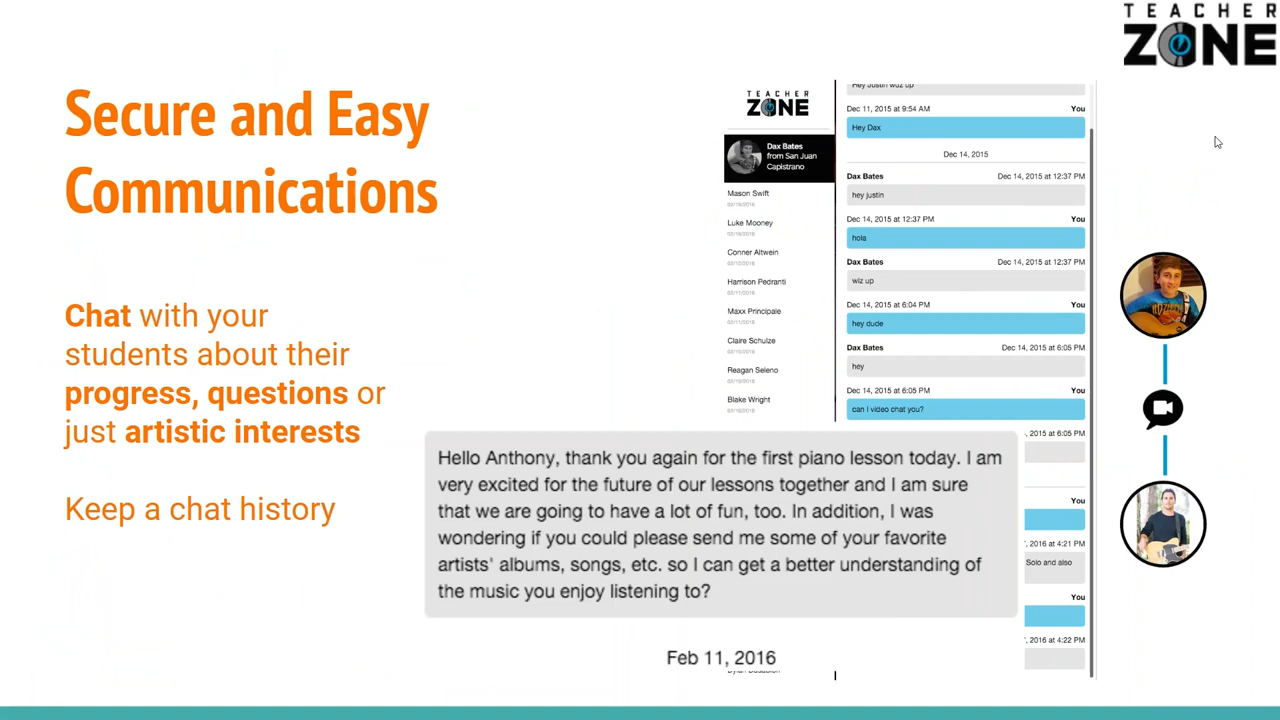 TEACHER
ZONE
Secure and Easy
Communications
Chat with your
students about their
progress, questions or
just artistic interests
Keep a chat history
TEACHER
ZONE
Dax Bates
from San Juan
Capistrano
Mason Swift
Luke Mooney
Conner Altwein
Harrison Pedranti
Maxx Principale
Claire Schulze
Reagan Seleno
Blake Wright
Hey Justin wuz up
Dec 11, 2015 at 9:54 AM You
Hey Dax
Dec 14, 2015
Dax Bates Dec 14, 2015 at 12:37 PM
hey justin
Dec 14, 2015 at 12:37 PM You
hola
Dax Bates Dec 14, 2015 at 12:37 PM
wiz up
Dec 14, 2015 at 6:04 PM You
hey dude
Dax Bates Dec 14, 2015 at 6:05 PM
hey
Dec 14, 2015 at 6:05 PM You
can I video chat you?
, 2015 at 6:05 PM
You
, 2016 at 4:21 PM
Solo and also
You
, 2016 at 4:22 PM
Hello Anthony, thank you again for the first piano lesson today. I am
very excited for the future of our lessons together and I am sure
that we are going to have a lot of fun, too. In addition, I was
wondering if you could please send me some of your favorite
artists' albums, songs, etc. so I can get a better understanding of
the music you enjoy listening to?
Feb 11, 2016